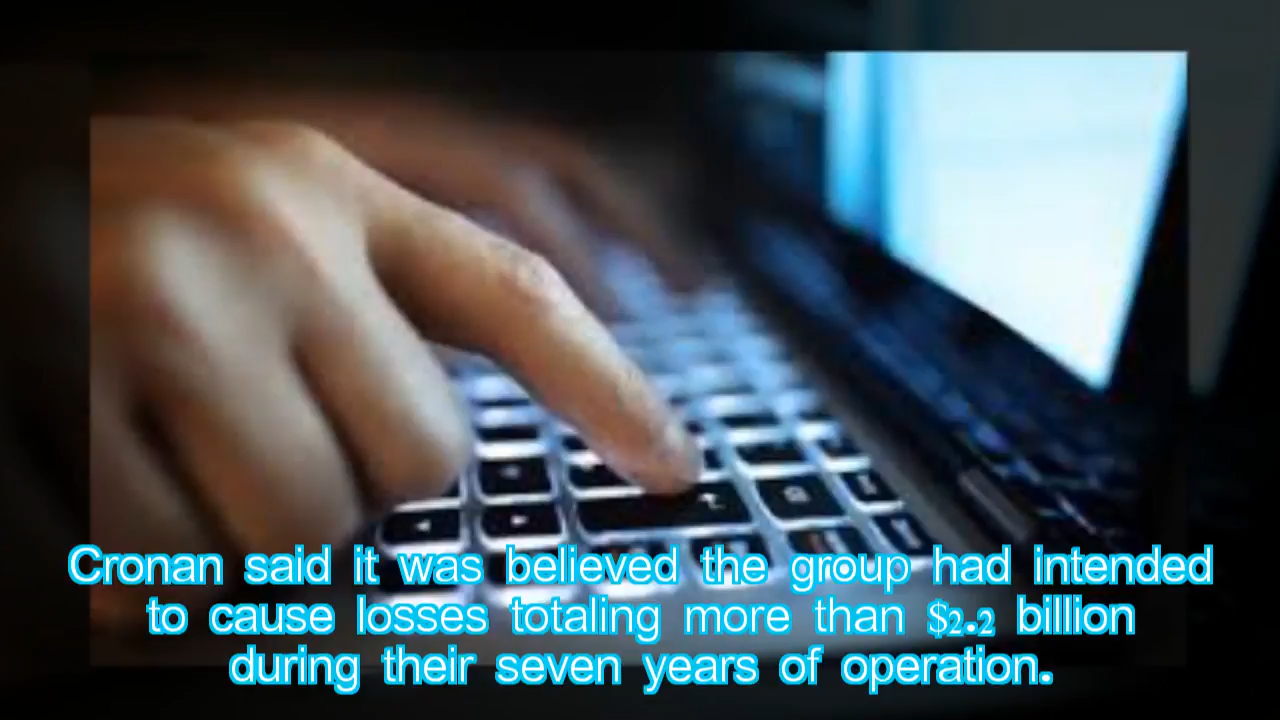 Cronan said it was believed the group had intended
to cause losses totaling more than $2.2 billion
during their seven years of operation.